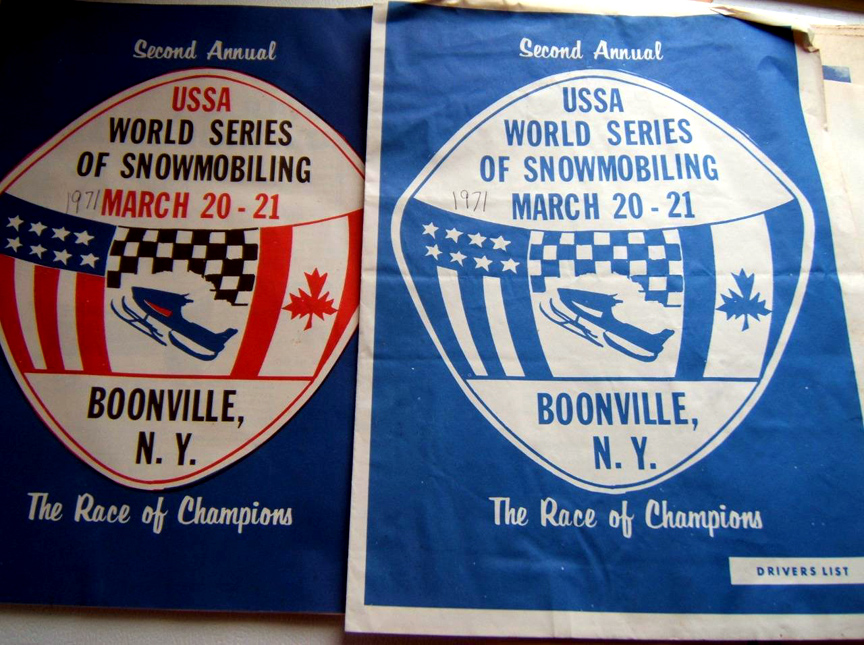 Second Annual
USSA
WORLD SERIES
OF SNOWMOBILING
1971 MARCH 20 - 21
BOONVILLE,
N. Y.
The Race of Champions
Second Annual
USSA
WORLD SERIES
OF SNOWMOBILING
1971
MARCH 20 - 21
BOONVILLE,
N. Y.
The Race of Champions
DRIVERS LIST